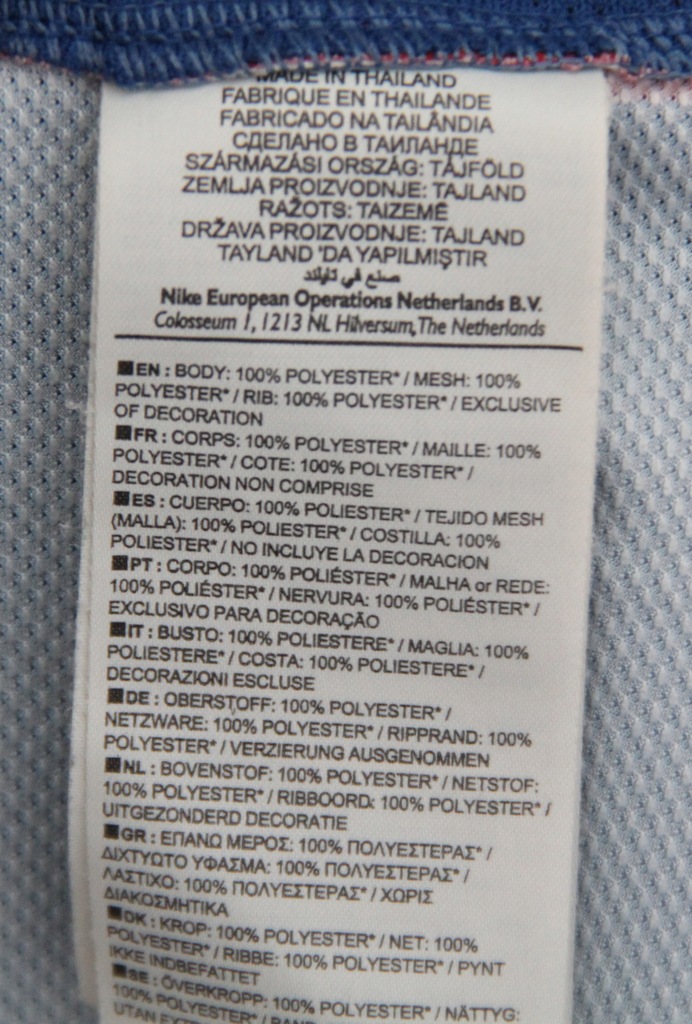 MADE IN THAILAND
FABRIQUE EN THAILANDE
FABRICADO NA TAILÂNDIA
СДЕЛАНО В ТАИЛАНДЕ
SZÁRMAZÁSI ORSZÁG: TÁJFÖLD
ZEMLJA PROIZVODNJE: TAJLAND
RAŽOTS: TAIZEMĒ
DRŽAVA PROIZVODNJE: TAJLAND
TAYLAND 'DA YAPILMIŞTIR
صنع في تايلاند
Nike European Operations Netherlands B.V.
Colosseum 1, 1213 NL Hilversum, The Netherlands
EN : BODY: 100% POLYESTER* / MESH: 100%
POLYESTER* / RIB: 100% POLYESTER* / EXCLUSIVE
OF DECORATION
FR : CORPS: 100% POLYESTER* / MAILLE: 100%
POLYESTER* / COTE: 100% POLYESTER* /
DECORATION NON COMPRISE
ES : CUERPO: 100% POLIESTER* / TEJIDO MESH
(MALLA): 100% POLIESTER* / COSTILLA: 100%
POLIESTER* / NO INCLUYE LA DECORACION
PT : CORPO: 100% POLIÉSTER* / MALHA or REDE:
100% POLIÉSTER* / NERVURA: 100% POLIÉSTER* /
EXCLUSIVO PARA DECORAÇÃO
IT : BUSTO: 100% POLIESTERE* / MAGLIA: 100%
POLIESTERE* / COSTA: 100% POLIESTERE* /
DECORAZIONI ESCLUSE
DE : OBERSTOFF: 100% POLYESTER* /
NETZWARE: 100% POLYESTER* / RIPPRAND: 100%
POLYESTER* / VERZIERUNG AUSGENOMMEN
NL : BOVENSTOF: 100% POLYESTER* / NETSTOF:
100% POLYESTER* / RIBBOORD: 100% POLYESTER* /
UITGEZONDERD DECORATIE
GR : ΕΠΑΝΩ ΜΕΡΟΣ: 100% ΠΟΛΥΕΣΤΕΡΑΣ* /
ΔΙΧΤΥΩΤΟ ΥΦΑΣΜΑ: 100% ΠΟΛΥΕΣΤΕΡΑΣ* /
ΛΑΣΤΙΧΟ: 100% ΠΟΛΥΕΣΤΕΡΑΣ* / ΧΩΡΙΣ
ΔΙΑΚΟΣΜΗΤΙΚΑ
DK : KROP: 100% POLYESTER* / NET: 100%
POLYESTER* / RIBBE: 100% POLYESTER* / PYNT
IKKE INDBEFATTET
SE : ÖVERKROPP: 100% POLYESTER* / NÄTTYG:
100% POLYESTER* /
UTAN